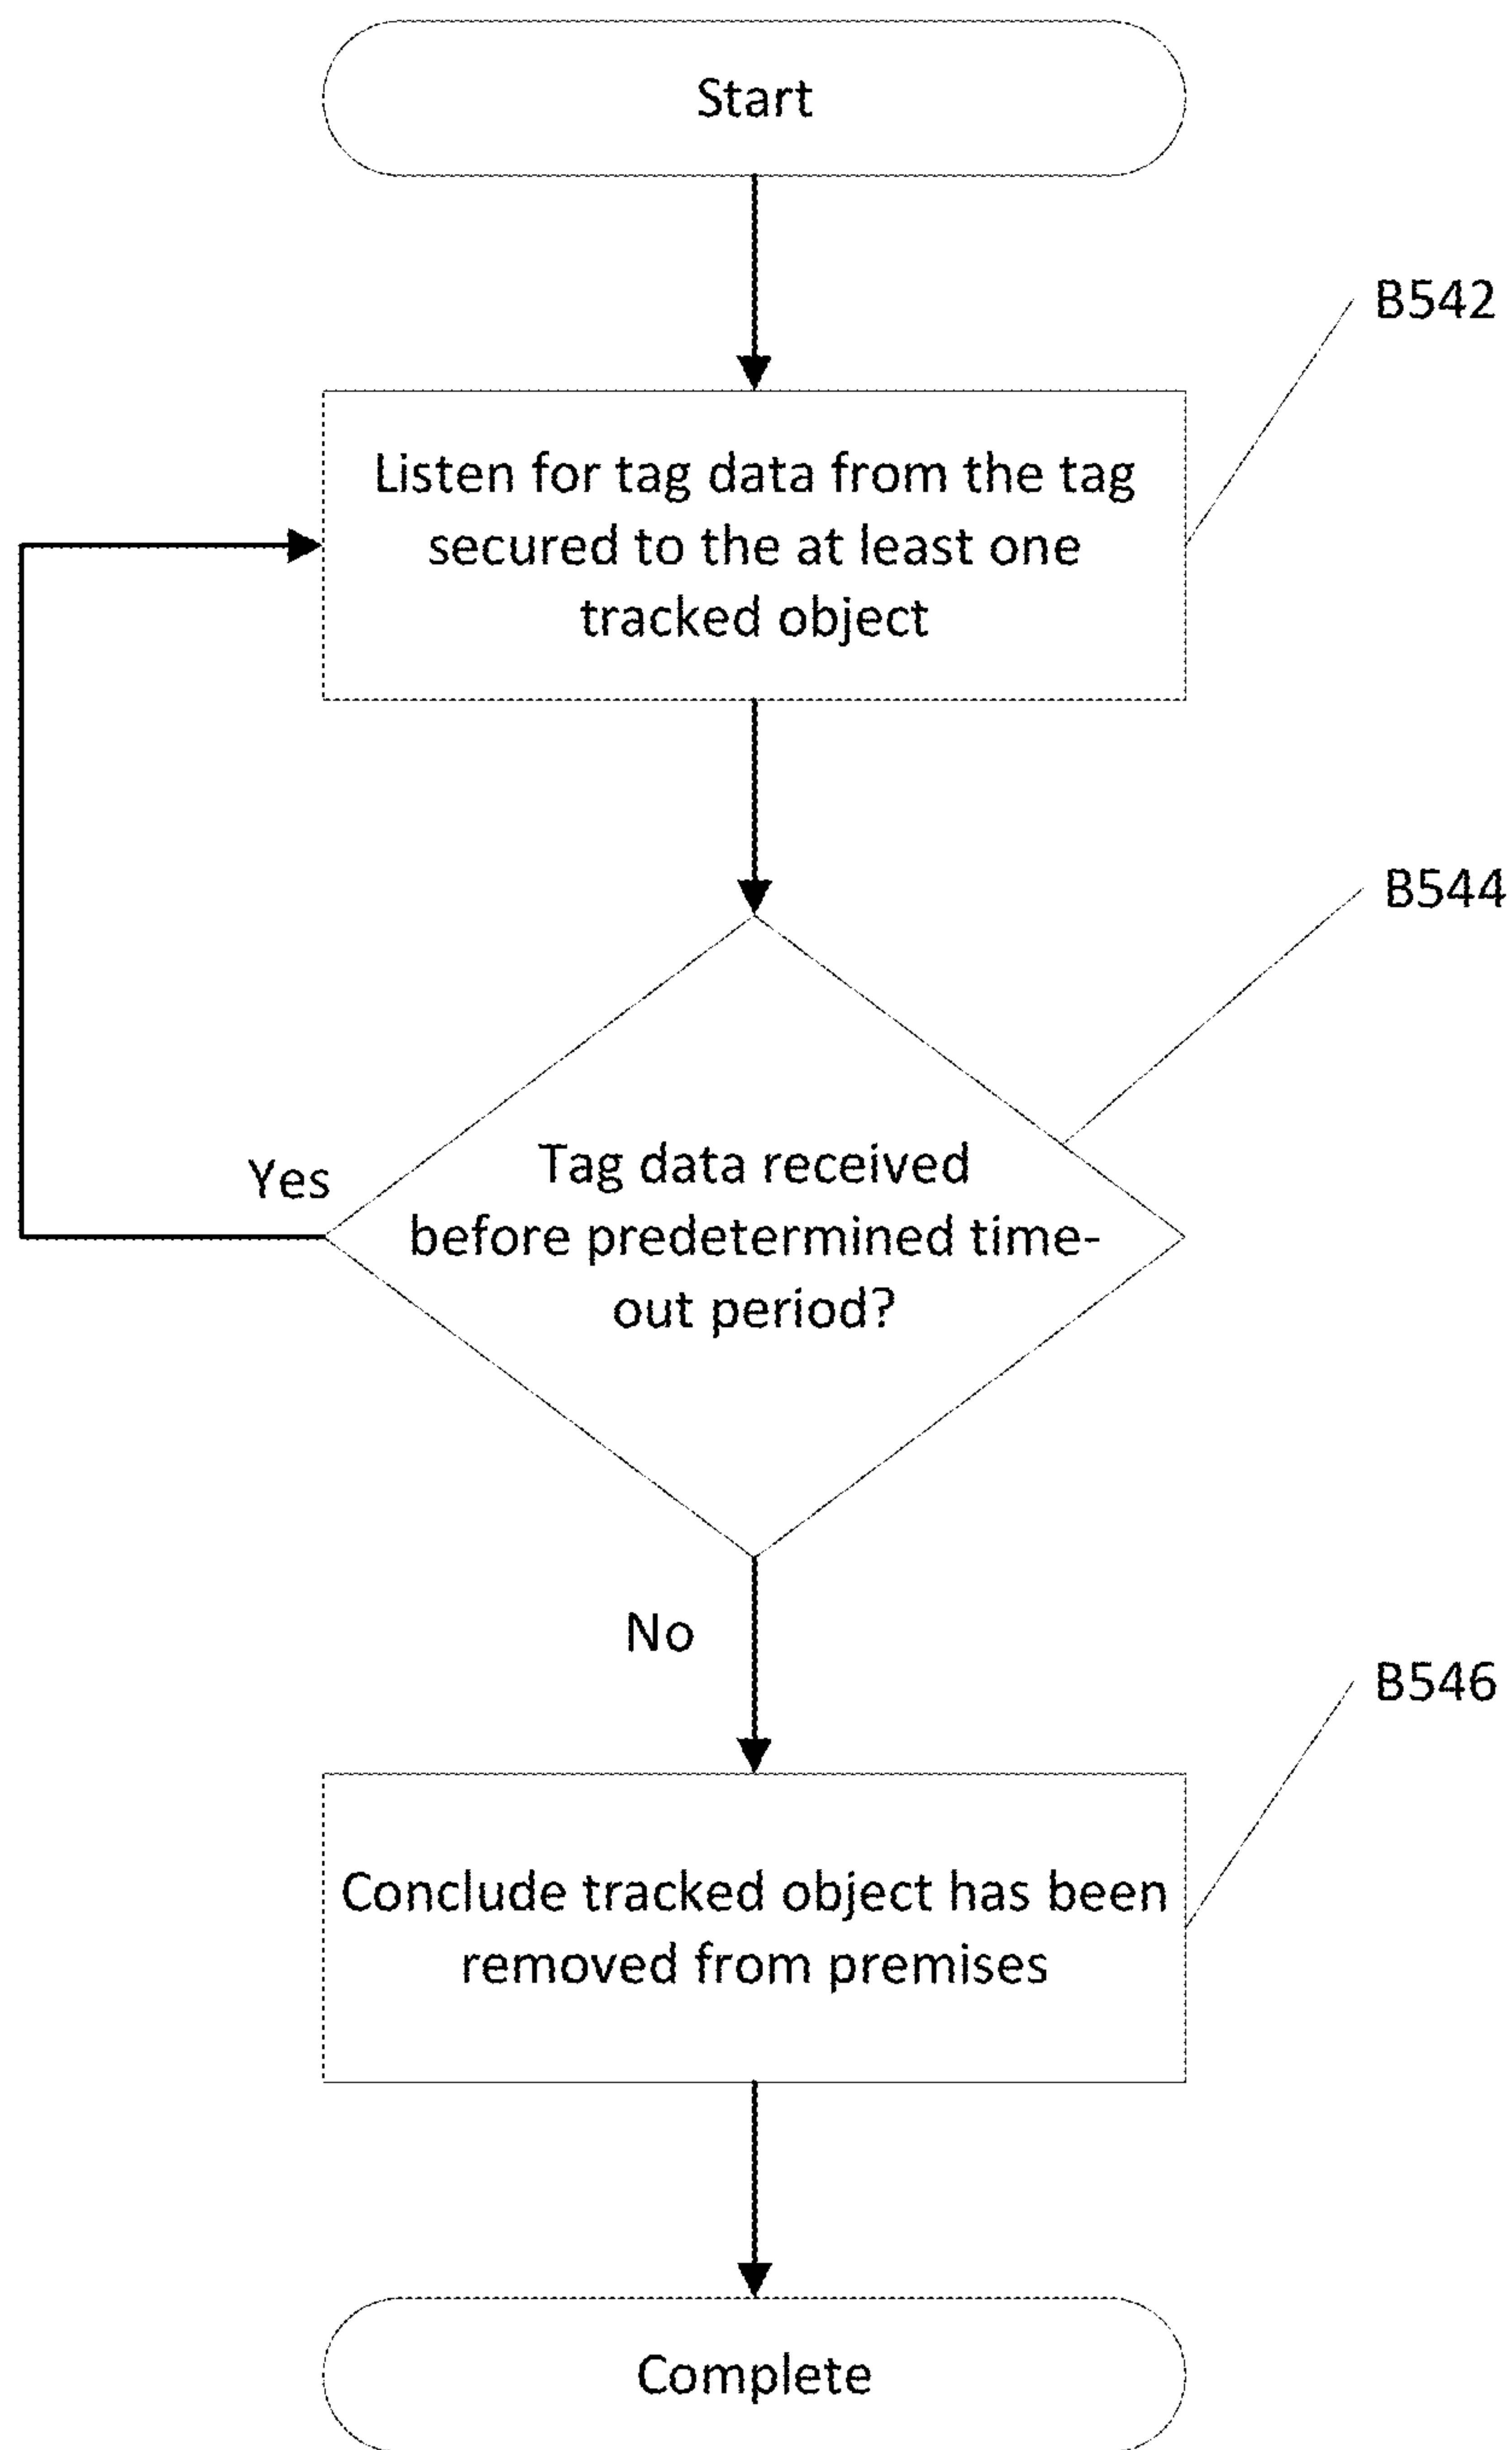 Start
B542
Listen for tag data from the tag
secured to the at least one
tracked object
B544
Yes
Tag data received
before predetermined time-
out period?
No
B546
Conclude tracked object has been
removed from premises
Complete